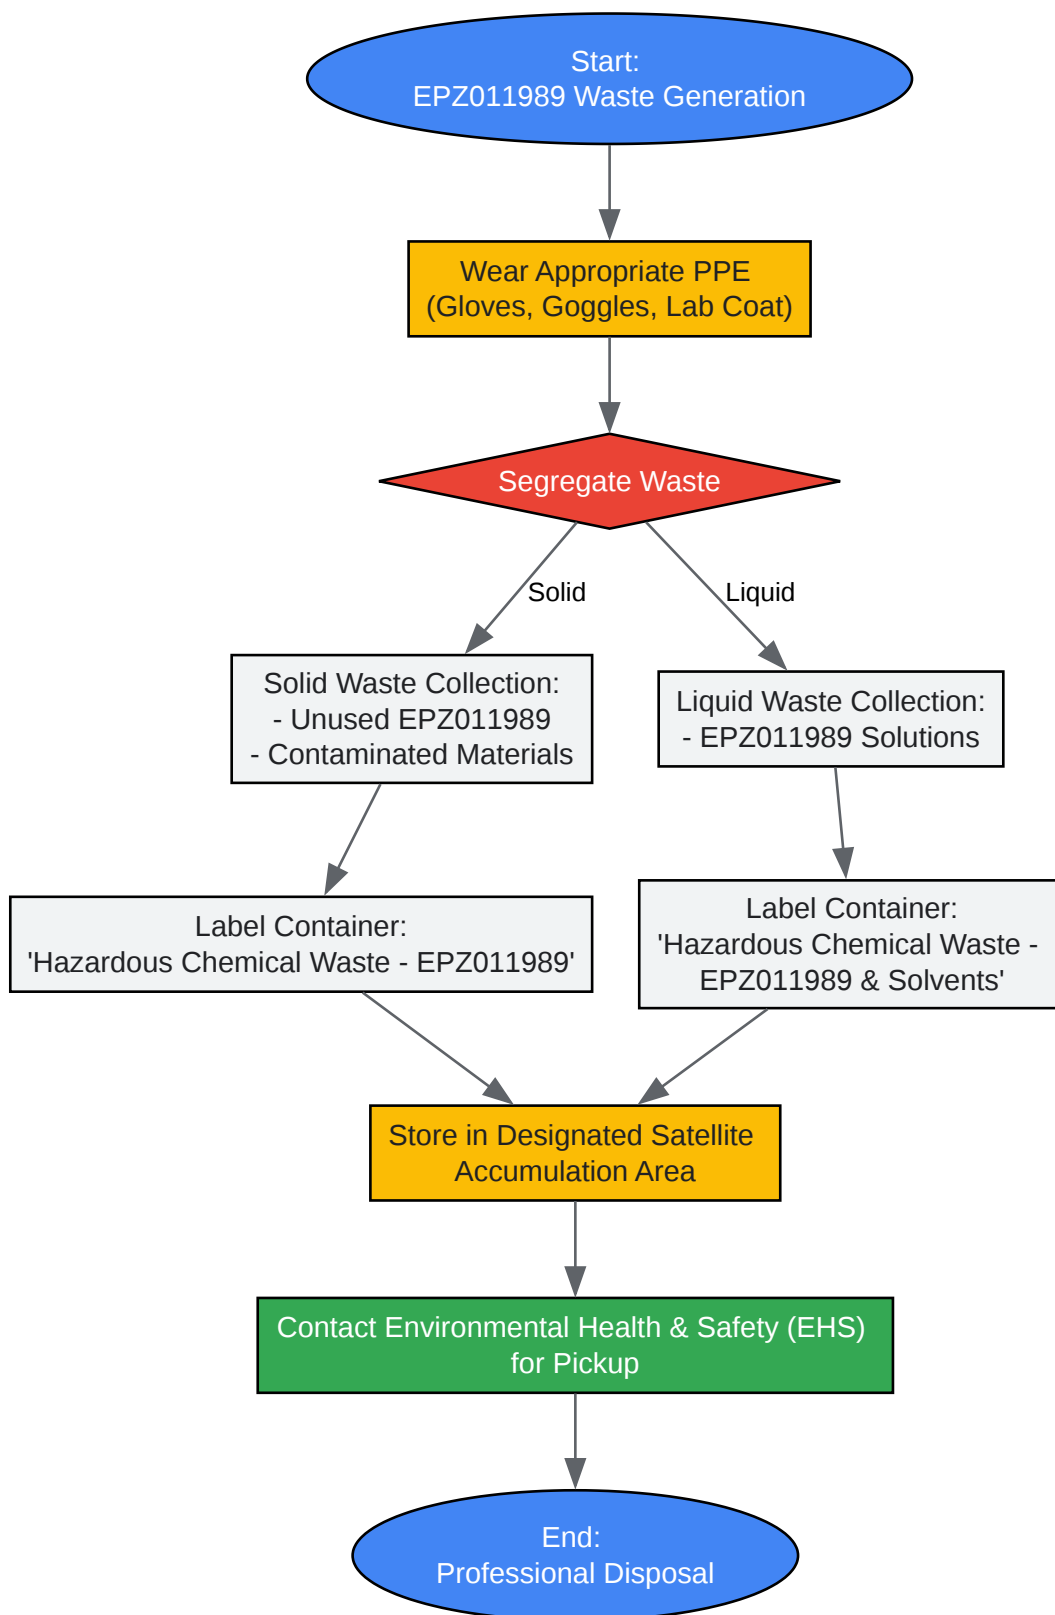 Start:
EPZ011989 Waste Generation
Wear Appropriate PPE
(Gloves, Goggles, Lab Coat)
Segregate Waste
Solid
Liquid
Solid Waste Collection:
- Unused EPZ011989
- Contaminated Materials
Liquid Waste Collection:
- EPZ011989 Solutions
Label Container:
'Hazardous Chemical Waste - EPZ011989'
Label Container:
'Hazardous Chemical Waste -
EPZ011989 & Solvents'
Store in Designated Satellite
Accumulation Area
Contact Environmental Health & Safety (EHS)
for Pickup
End:
Professional Disposal